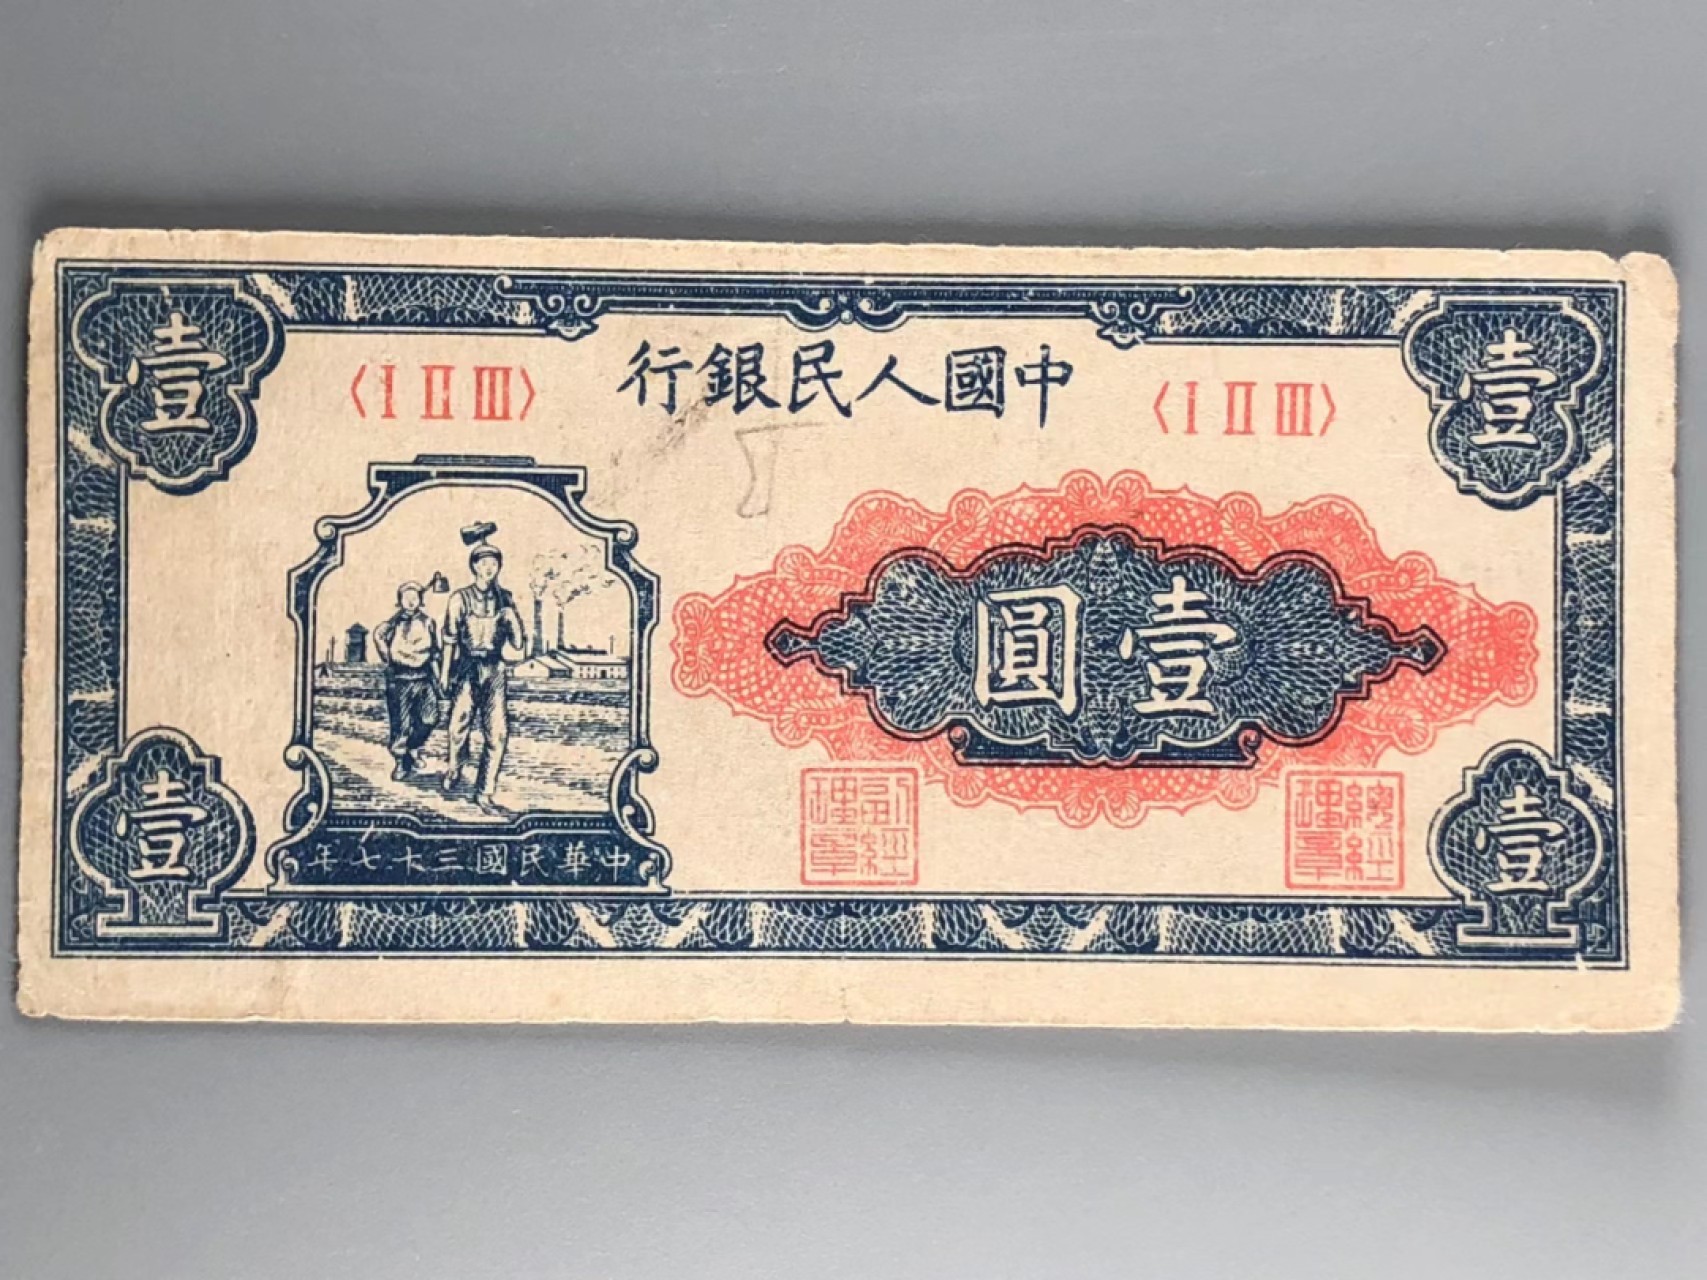 壹
壹
〈I II III〉
中國人民銀行
〈I II III〉
壹圓
中華民國三十七年
總經理章
副經理章
壹
壹